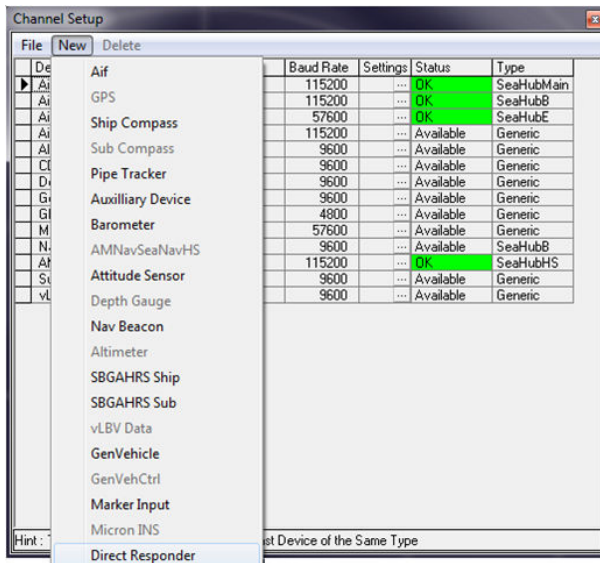 Channel Setup
File New Delete
De Baud Rate Settings Status Type
Ai 115200 ... OK SeaHubMain
Ai 115200 ... OK SeaHubB
Ai 57600 ... OK SeaHubE
Ai 115200 ... Available Generic
Al 9600 ... Available Generic
CD 9600 ... Available Generic
De 9600 ... Available Generic
Ge 9600 ... Available Generic
GI 4800 ... Available Generic
M 57600 ... Available Generic
N 9600 ... Available SeaHubB
AM 115200 ... OK SeaHubHS
Su 9600 ... Available Generic
vL 9600 ... Available Generic
Aif
GPS
Ship Compass
Sub Compass
Pipe Tracker
Auxilliary Device
Barometer
AMNavSeaNavHS
Attitude Sensor
Depth Gauge
Nav Beacon
Altimeter
SBGAHRS Ship
SBGAHRS Sub
vLBV Data
GenVehicle
GenVehCtrl
Marker Input
Micron INS
Direct Responder
Hint : st Device of the Same Type